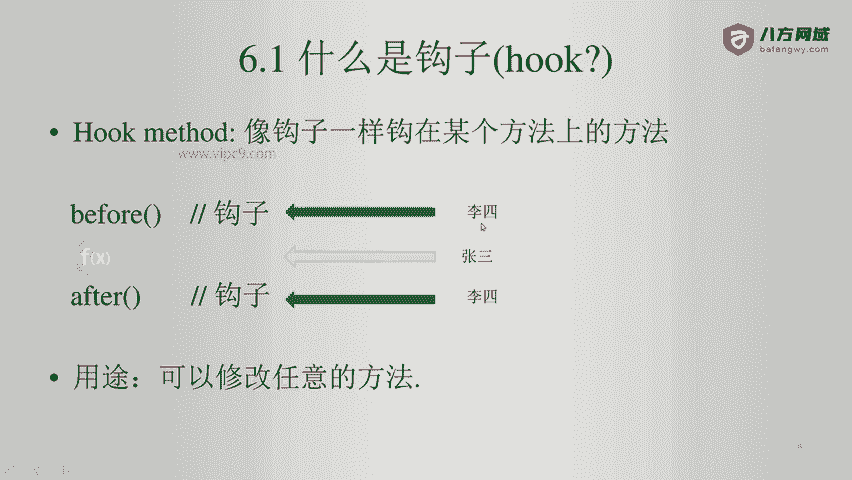 八方网域
bafangwy.com
6.1 什么是钩子(hook?)
• Hook method: 像钩子一样钩在某个方法上的方法
www.vipc9.com
before() // 钩子 李四
f(x) 张三
after() // 钩子 李四
• 用途：可以修改任意的方法.